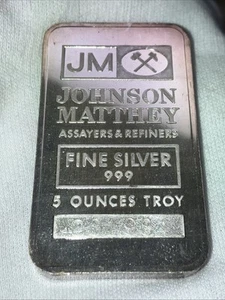 JM
JOHNSON
MATTHEY
ASSAYERS & REFINERS
FINE SILVER
999
5 OUNCES TROY